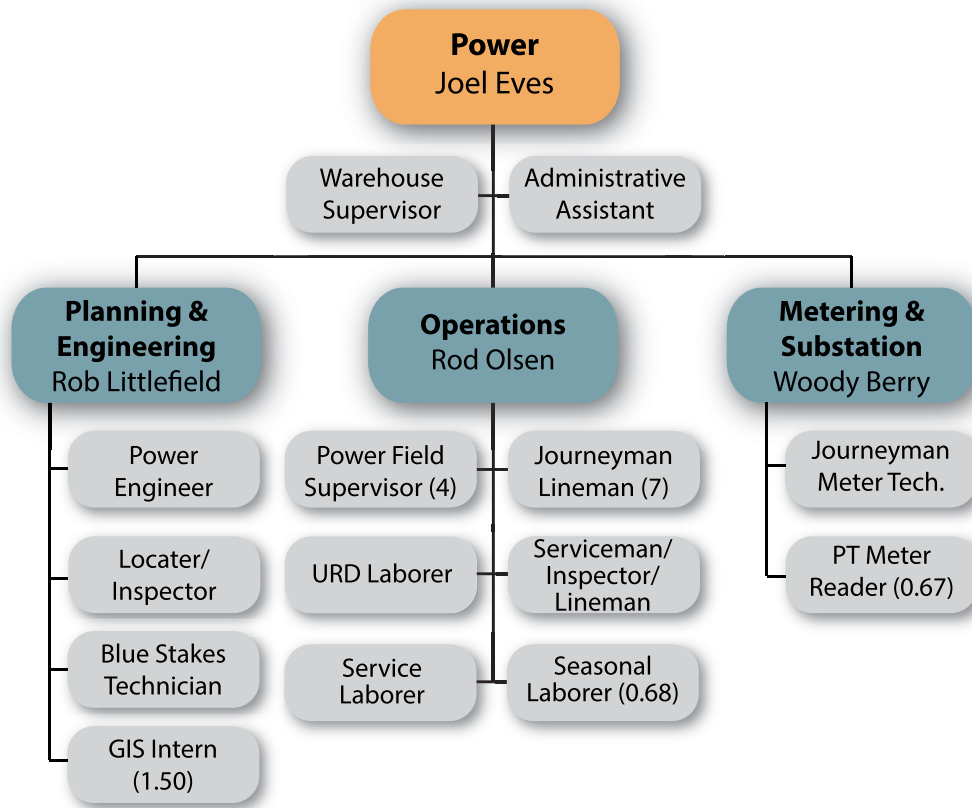 Power
Joel Eves
Warehouse
Supervisor
Administrative
Assistant
Planning &
Engineering
Rob Littlefield
Operations
Rod Olsen
Metering &
Substation
Woody Berry
Power
Engineer
Locater/
Inspector
Blue Stakes
Technician
GIS Intern
(1.50)
Power Field
Supervisor (4)
Journeyman
Lineman (7)
URD Laborer
Serviceman/
Inspector/
Lineman
Service
Laborer
Seasonal
Laborer (0.68)
Journeyman
Meter Tech.
PT Meter
Reader (0.67)